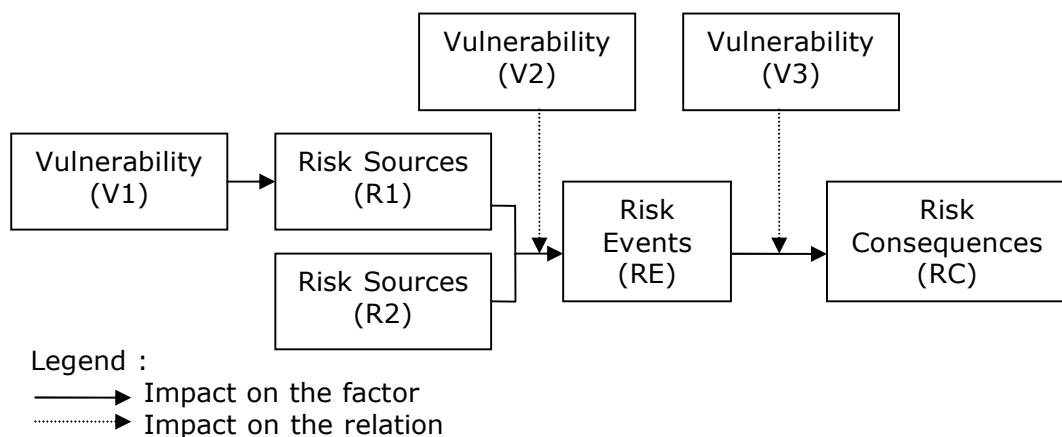 Vulnerability
(V2)
Vulnerability
(V3)
Vulnerability
(V1)
Risk Sources
(R1)
Risk Sources
(R2)
Risk
Events
(RE)
Risk
Consequences
(RC)
Legend :
Impact on the factor
Impact on the relation